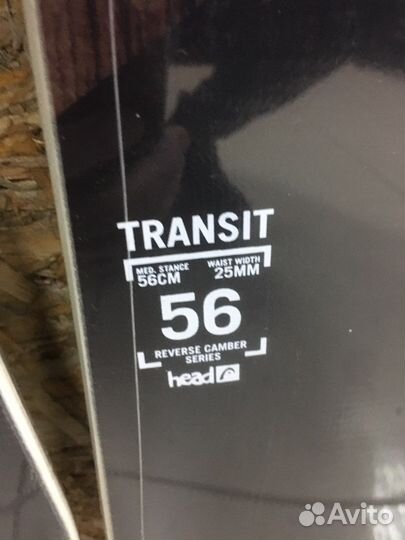 TRANSIT
MED. STANCE WAIST WIDTH
56CM 25MM
56
REVERSE CAMBER
SERIES
head
Avito